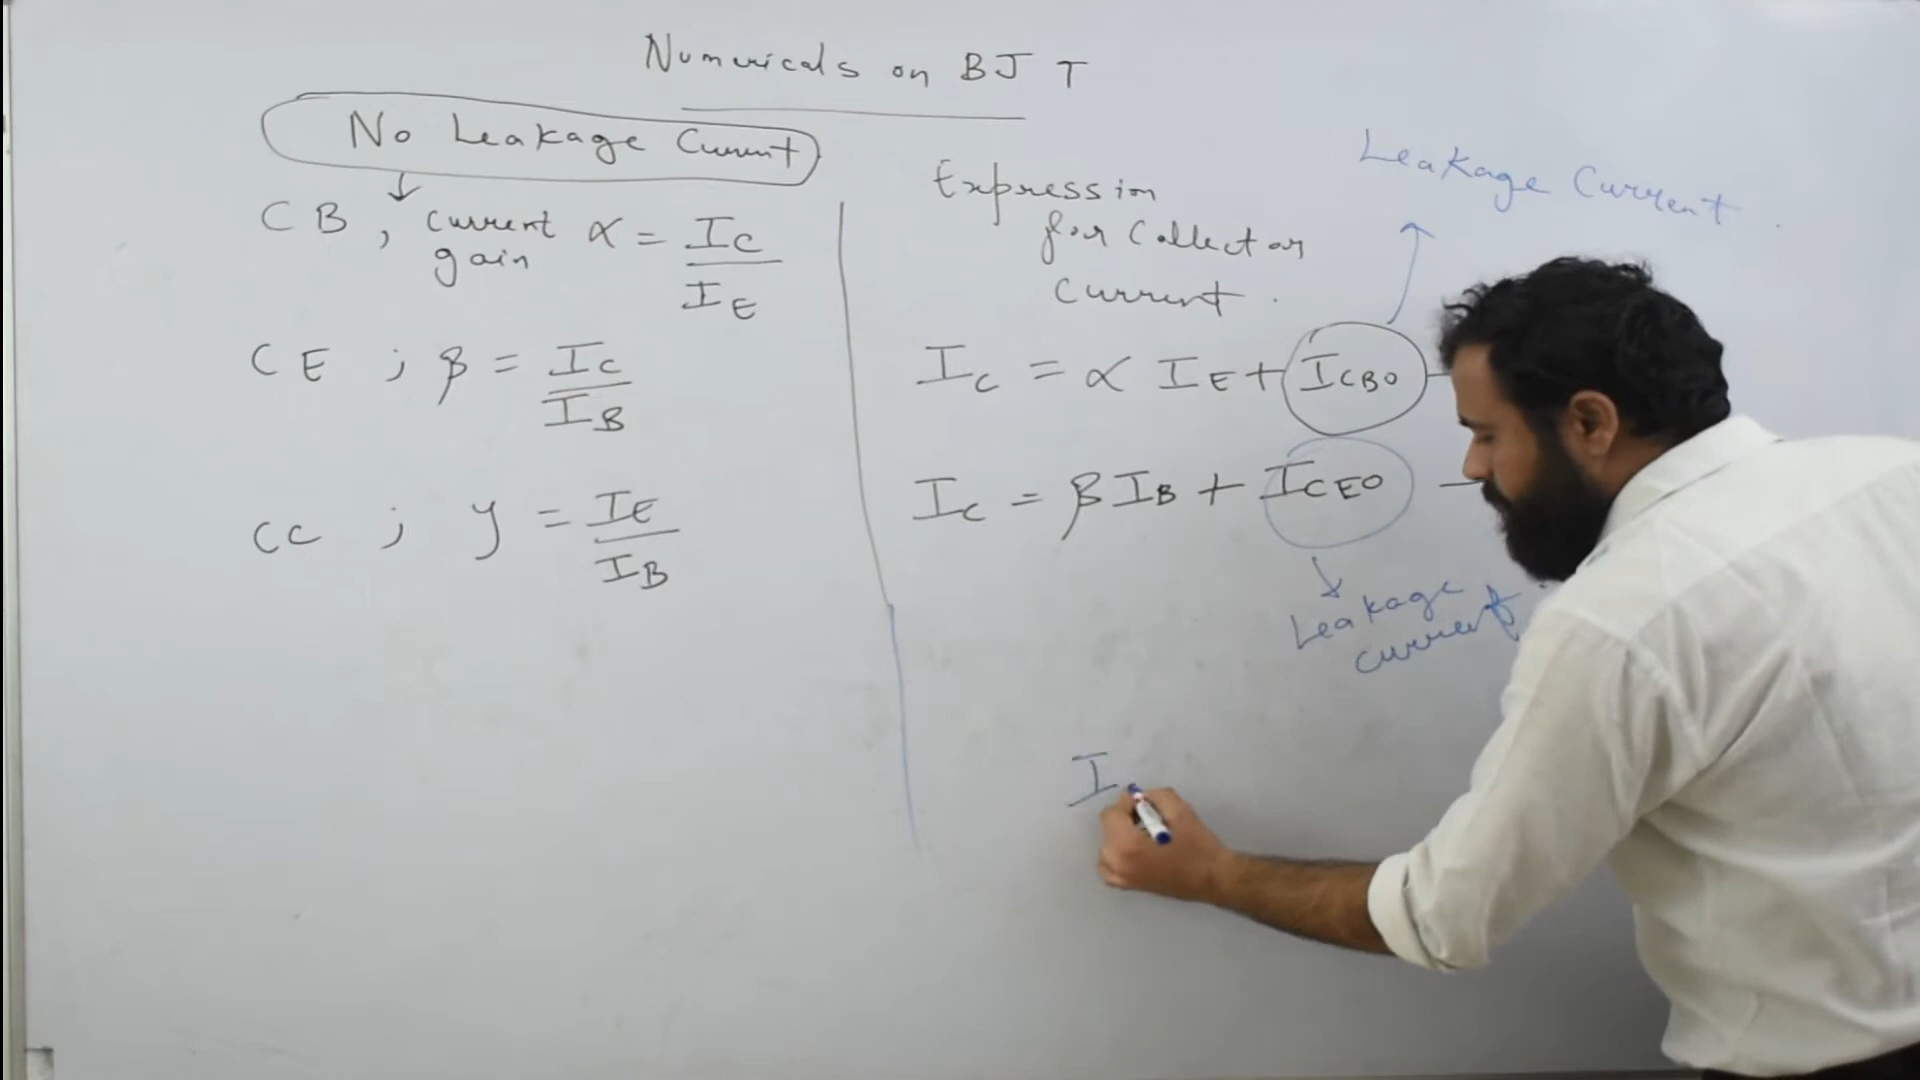 Numericals on BJT
No Leakage Current
CB, current gain α = IC / IE
CE ; β = IC / IB
CC ; γ = IE / IB
Expression
for Collector
Current.
IC = α IE + ICBO
Leakage Current.
IC = β IB + ICEO
Leakage
current
I